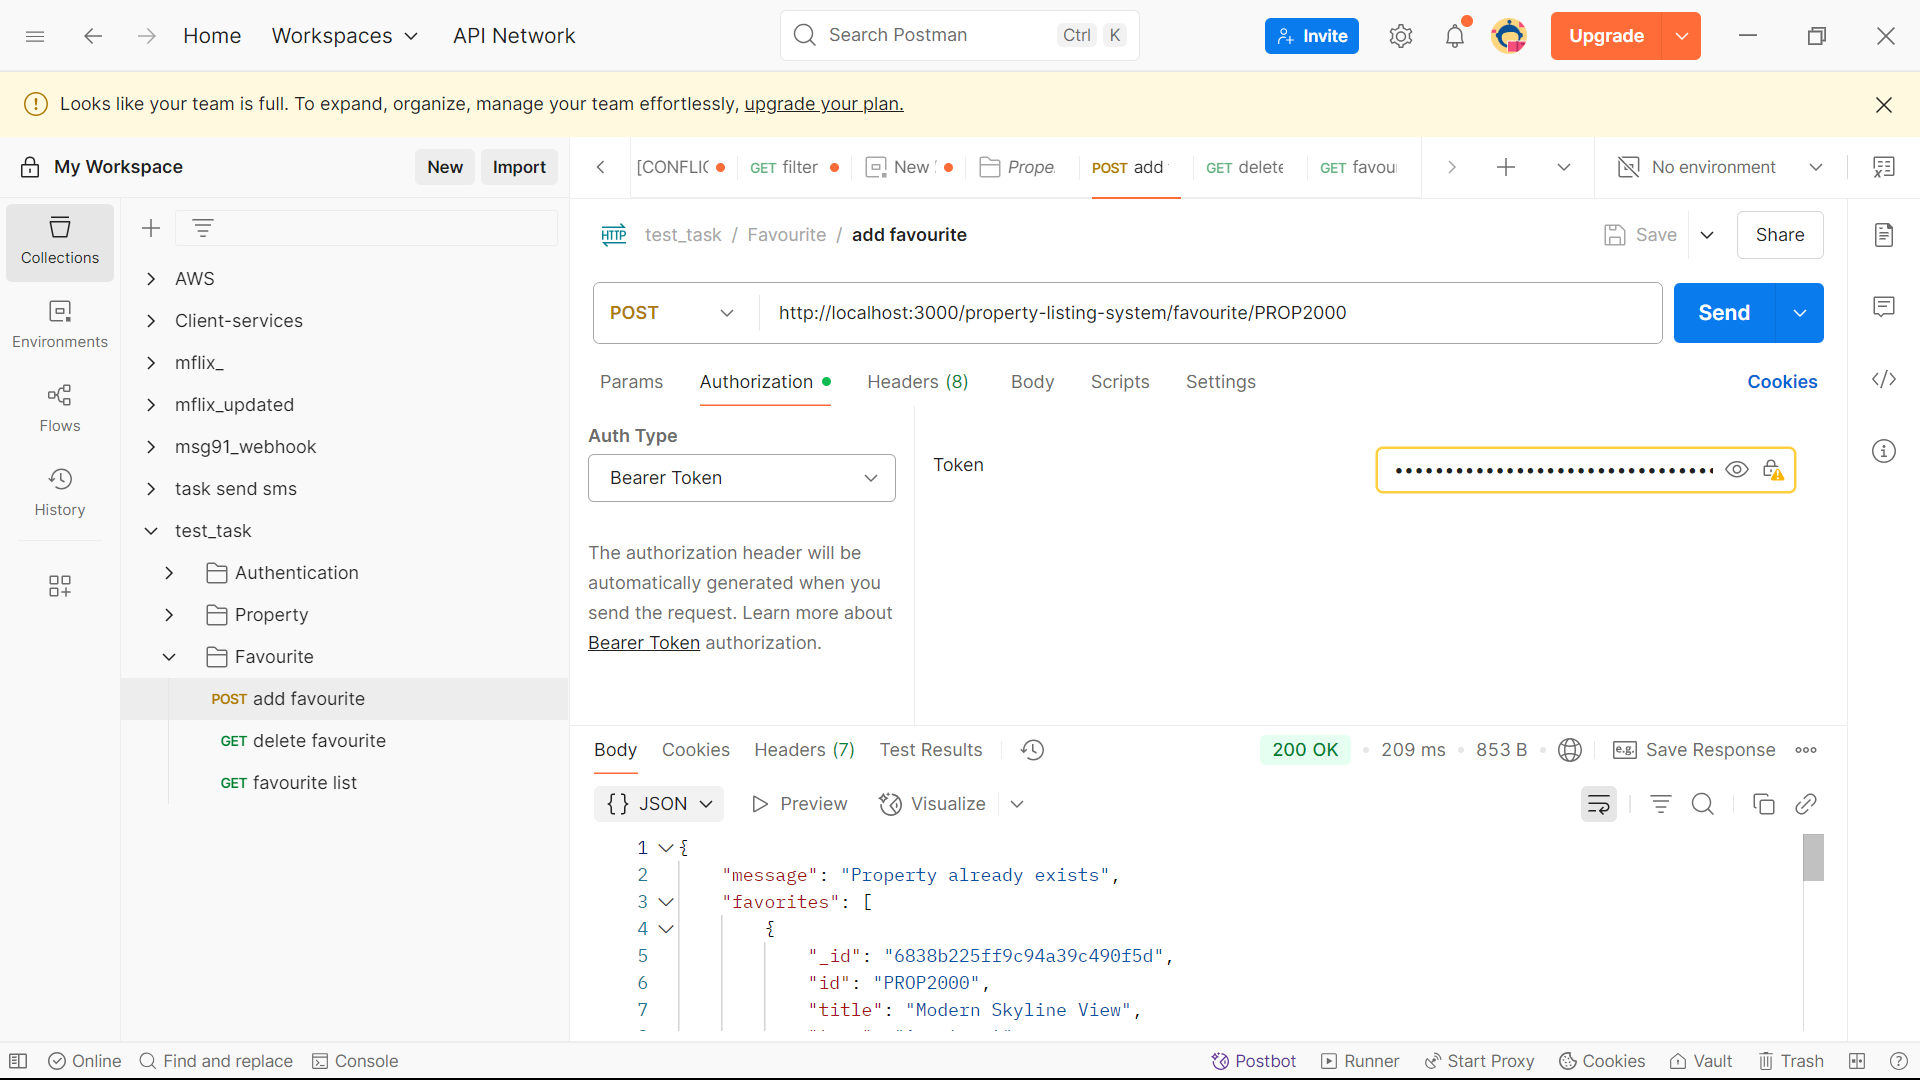 Home
Workspaces
API Network
Search Postman
Ctrl K
Invite
Upgrade
Looks like your team is full. To expand, organize, manage your team effortlessly, upgrade your plan.
My Workspace
New
Import
[CONFLIC
GET filter
New
Prope
POST add
GET delete
GET favou
No environment
Collections
Environments
Flows
History
AWS
Client-services
mflix_
mflix_updated
msg91_webhook
task send sms
test_task
Authentication
Property
Favourite
POST add favourite
GET delete favourite
GET favourite list
HTTP test_task / Favourite / add favourite
Save
Share
POST
http://localhost:3000/property-listing-system/favourite/PROP2000
Send
Params
Authorization
Headers (8)
Body
Scripts
Settings
Cookies
Auth Type
Bearer Token
The authorization header will be
automatically generated when you
send the request. Learn more about
Bearer Token authorization.
Token
Body
Cookies
Headers (7)
Test Results
200 OK
209 ms
853 B
e.g. Save Response
{} JSON
Preview
Visualize
1 {
2 "message": "Property already exists",
3 "favorites": [
4 {
5 "_id": "6838b225ff9c94a39c490f5d",
6 "id": "PROP2000",
7 "title": "Modern Skyline View",
Online
Find and replace
Console
Postbot
Runner
Start Proxy
Cookies
Vault
Trash